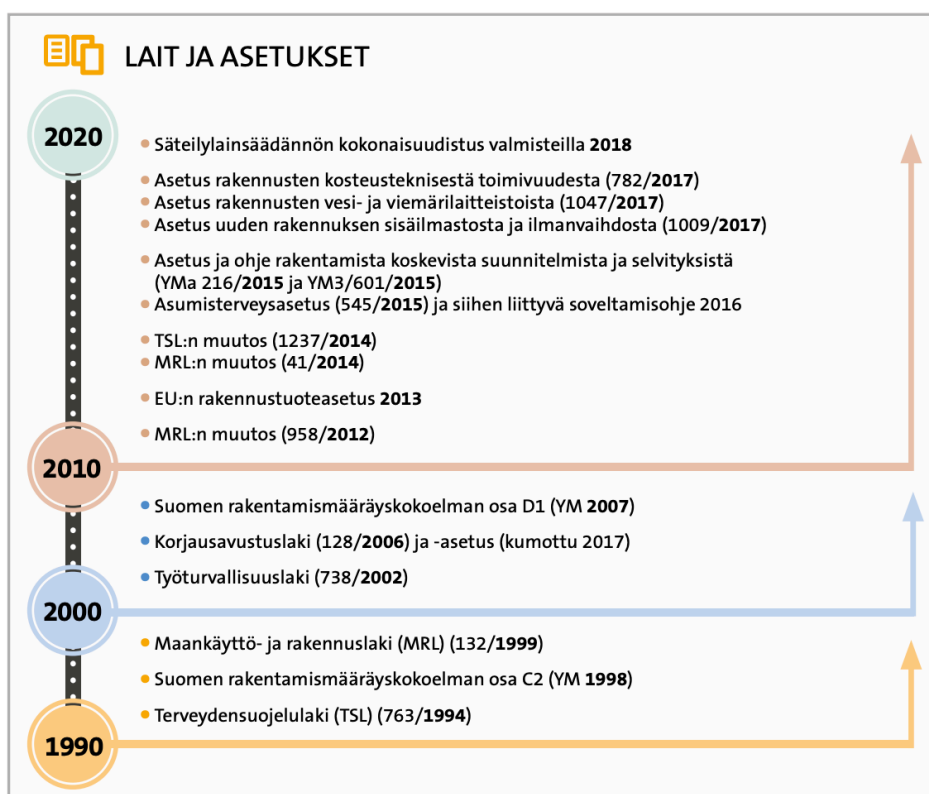 LAIT JA ASETUKSET
2020
Säteilylainsäädännön kokonaisuudistus valmisteilla 2018
Asetus rakennusten kosteusteknisestä toimivuudesta (782/2017)
Asetus rakennusten vesi- ja viemärilaitteistoista (1047/2017)
Asetus uuden rakennuksen sisäilmastosta ja ilmanvaihdosta (1009/2017)
Asetus ja ohje rakentamista koskevista suunnitelmista ja selvityksistä
(YMa 216/2015 ja YM3/601/2015)
Asumisterveysasetus (545/2015) ja siihen liittyvä soveltamisohje 2016
TSL:n muutos (1237/2014)
MRL:n muutos (41/2014)
EU:n rakennustuoteasetus 2013
MRL:n muutos (958/2012)
2010
Suomen rakentamismääräyskokoelman osa D1 (YM 2007)
Korjausavustuslaki (128/2006) ja -asetus (kumottu 2017)
Työturvallisuuslaki (738/2002)
2000
Maankäyttö- ja rakennuslaki (MRL) (132/1999)
Suomen rakentamismääräyskokoelman osa C2 (YM 1998)
Terveydensuojelulaki (TSL) (763/1994)
1990